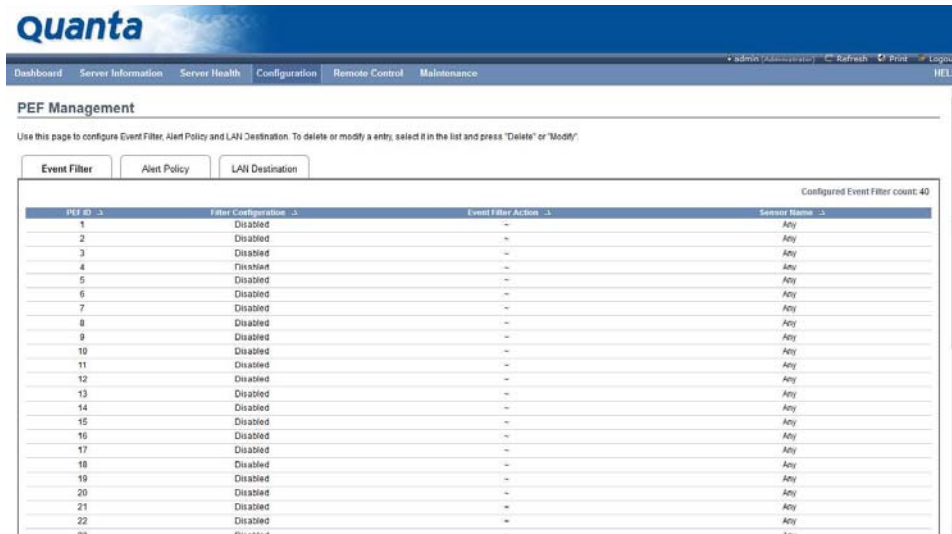 Quanta
admin (Administrator) Refresh Print Logou
Dashboard Server Information Server Health Configuration Remote Control Maintenance HEL
PEF Management
Use this page to configure Event Filter, Alert Policy and LAN Destination. To delete or modify a entry, select it in the list and press "Delete" or "Modify".
Event Filter Alert Policy LAN Destination
Configured Event Filter count: 40
PEF ID Filter Configuration Event Filter Action Sensor Name
1 Disabled ~ Any
2 Disabled ~ Any
3 Disabled ~ Any
4 Disabled ~ Any
5 Disabled ~ Any
6 Disabled ~ Any
7 Disabled ~ Any
8 Disabled ~ Any
9 Disabled ~ Any
10 Disabled ~ Any
11 Disabled ~ Any
12 Disabled ~ Any
13 Disabled ~ Any
14 Disabled ~ Any
15 Disabled ~ Any
16 Disabled ~ Any
17 Disabled ~ Any
18 Disabled ~ Any
19 Disabled ~ Any
20 Disabled ~ Any
21 Disabled ~ Any
22 Disabled ~ Any